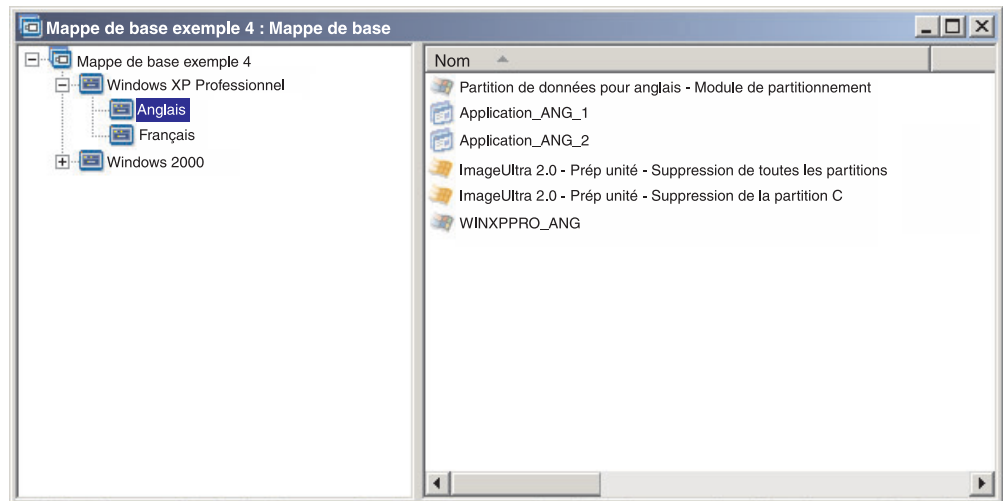 Mappe de base exemple 4 : Mappe de base
Mappe de base exemple 4
Windows XP Professionnel
Anglais
Français
Windows 2000
Nom
Partition de données pour anglais - Module de partitionnement
Application_ANG_1
Application_ANG_2
ImageUltra 2.0 - Prép unité - Suppression de toutes les partitions
ImageUltra 2.0 - Prép unité - Suppression de la partition C
WINXPPRO_ANG